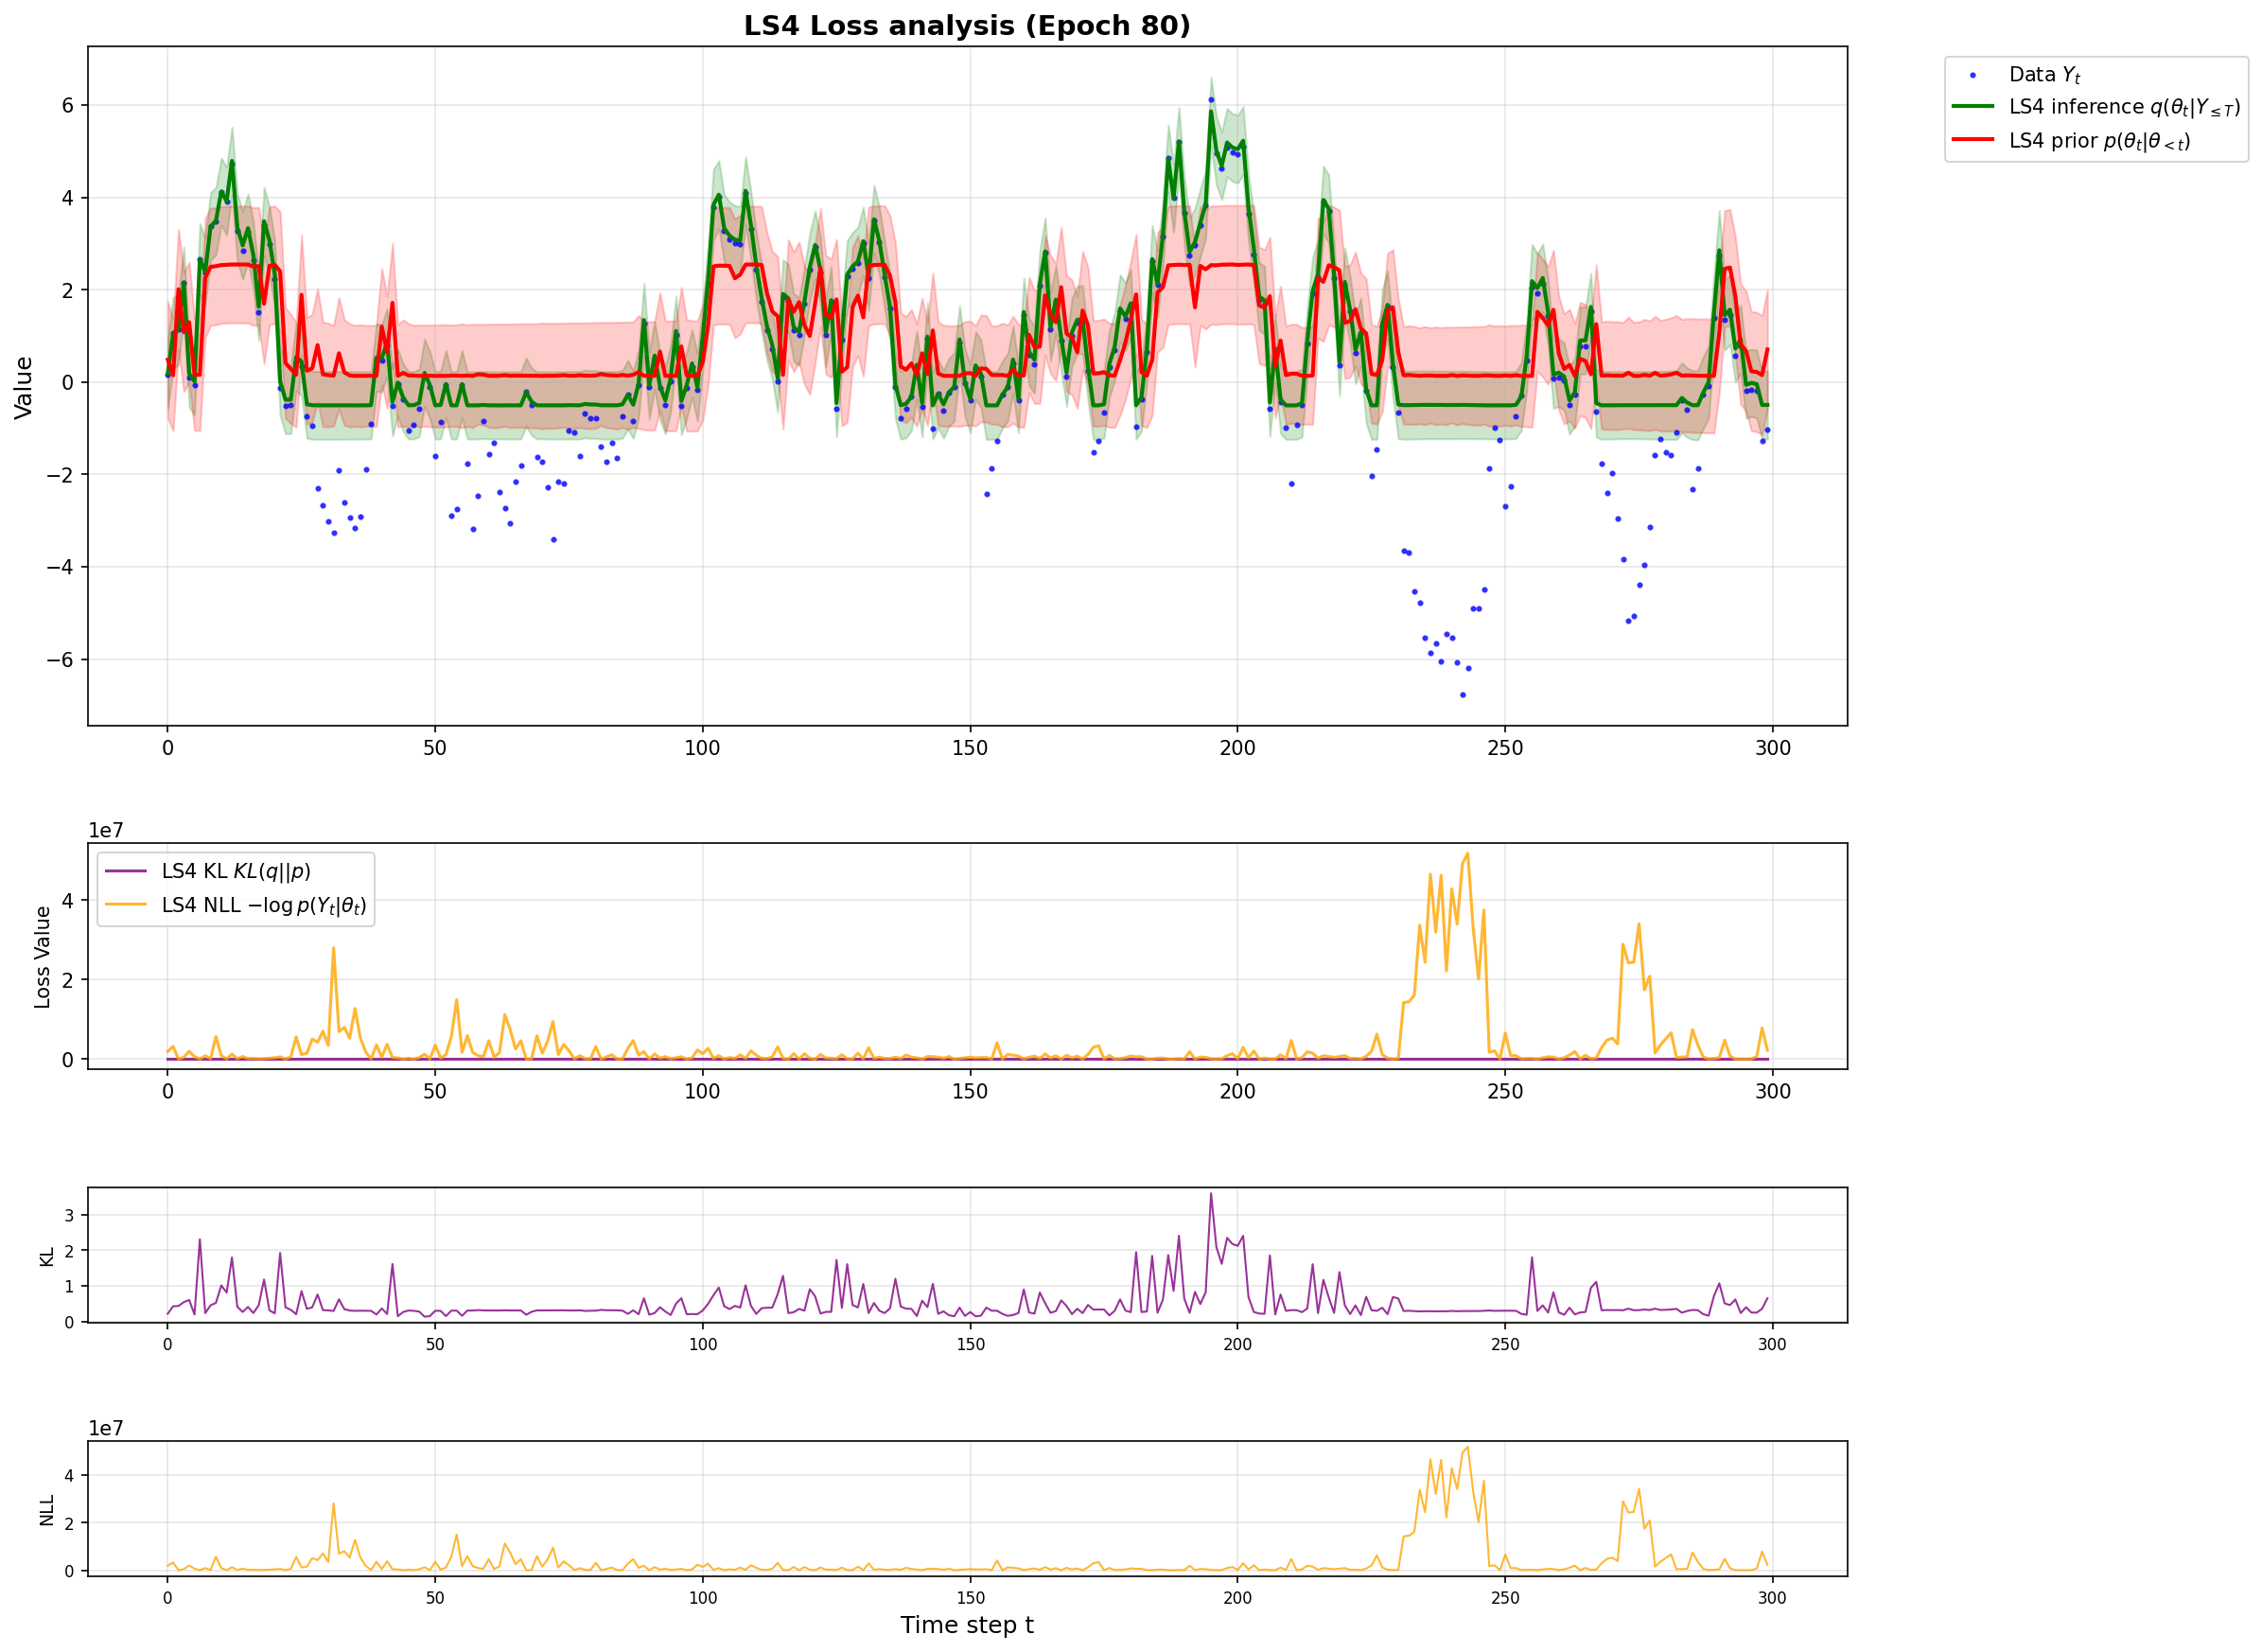 LS4 Loss analysis (Epoch 80)
Value
6
4
2
0
−2
−4
−6
0 50 100 150 200 250 300
Data $Y_t$
LS4 inference $q(\theta_t|Y_{\leq T})$
LS4 prior $p(\theta_t|\theta_{<t})$
1e7
Loss Value
4
2
0
LS4 KL $KL(q||p)$
LS4 NLL $-\log p(Y_t|\theta_t)$
0 50 100 150 200 250 300
KL
3
2
1
0
0 50 100 150 200 250 300
1e7
NLL
4
2
0
0 50 100 150 200 250 300
Time step t